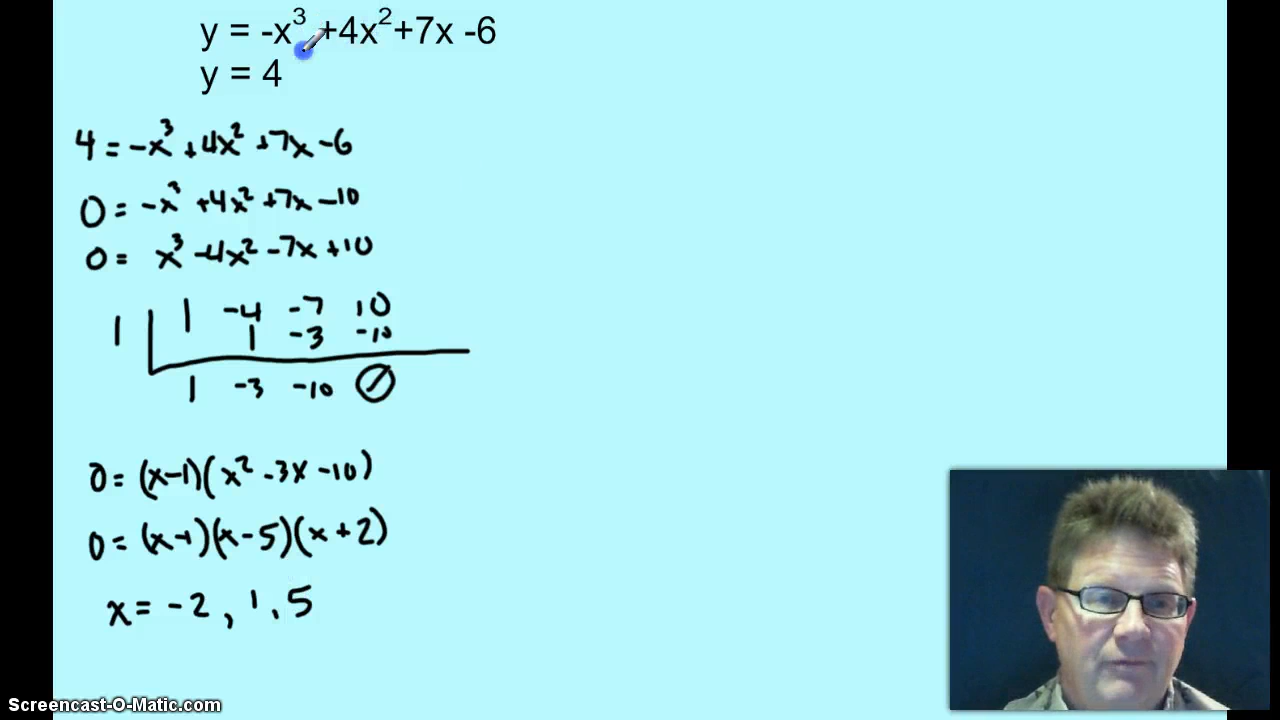 y = -x³ +4x²+7x -6
y = 4
4 = -x³ +4x² +7x -6
0 = -x³ +4x² +7x -10
0 = x³ -4x² -7x +10
1 | 1 -4 -7 10
1 -3 -10
1 -3 -10 0
0 = (x-1)(x² -3x -10)
0 = (x-1)(x-5)(x+2)
x = -2, 1, 5
Screencast-O-Matic.com